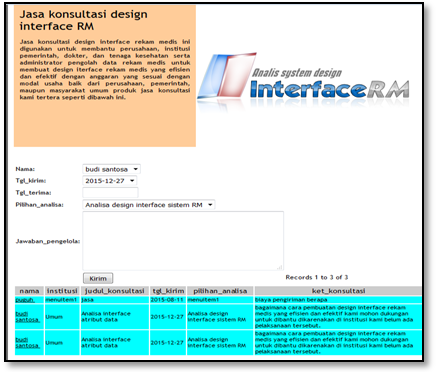 Jasa konsultasi design
interface RM
Jasa konsultasi design interface rekam medis ini
digunakan untuk membantu perusahaan, institusi
pemerintah, dokter, dan tenaga kesehatan serta
administrator pengolah data rekam medis untuk
membuat design iterface rekam medis yang efisien
dan efektif dengan anggaran yang sesuai dengan
modal usaha baik dari perusahaan, pemerintah,
maupun masyarakat umum produk jasa konsultasi
kami tertera seperti dibawah ini.
Analis system design
InterfaceRM
Nama: budi santosa
Tgl_kirim: 2015-12-27
Tgl_terima:
Pilihan_analisa: Analisa design interface sistem RM
Jawaban_pengelola:
Kirim Records 1 to 3 of 3
nama institusi judul_konsultasi tgl_kirim pilihan_analisa ket_konsultasi
puguh menuitem1 jasa 2015-08-11 menuitem1 biaya pengiriman berapa
budi santosa Umum Analisa interface atribut data 2015-12-27 Analisa design interface sistem RM bagaimana cara pembuatan design interface rekam medis yang efisien dan efektif kami mohon dukungan untuk dibantu dikarenakan di institusi kami belum ada pelaksanaan tersebut.
budi santosa Umum Analisa interface atribut data 2015-12-27 Analisa design interface sistem RM bagaimana cara pembuatan design interface rekam medis yang efisien dan efektif kami mohon dukungan untuk dibantu dikarenakan di institusi kami belum ada pelaksanaan tersebut.